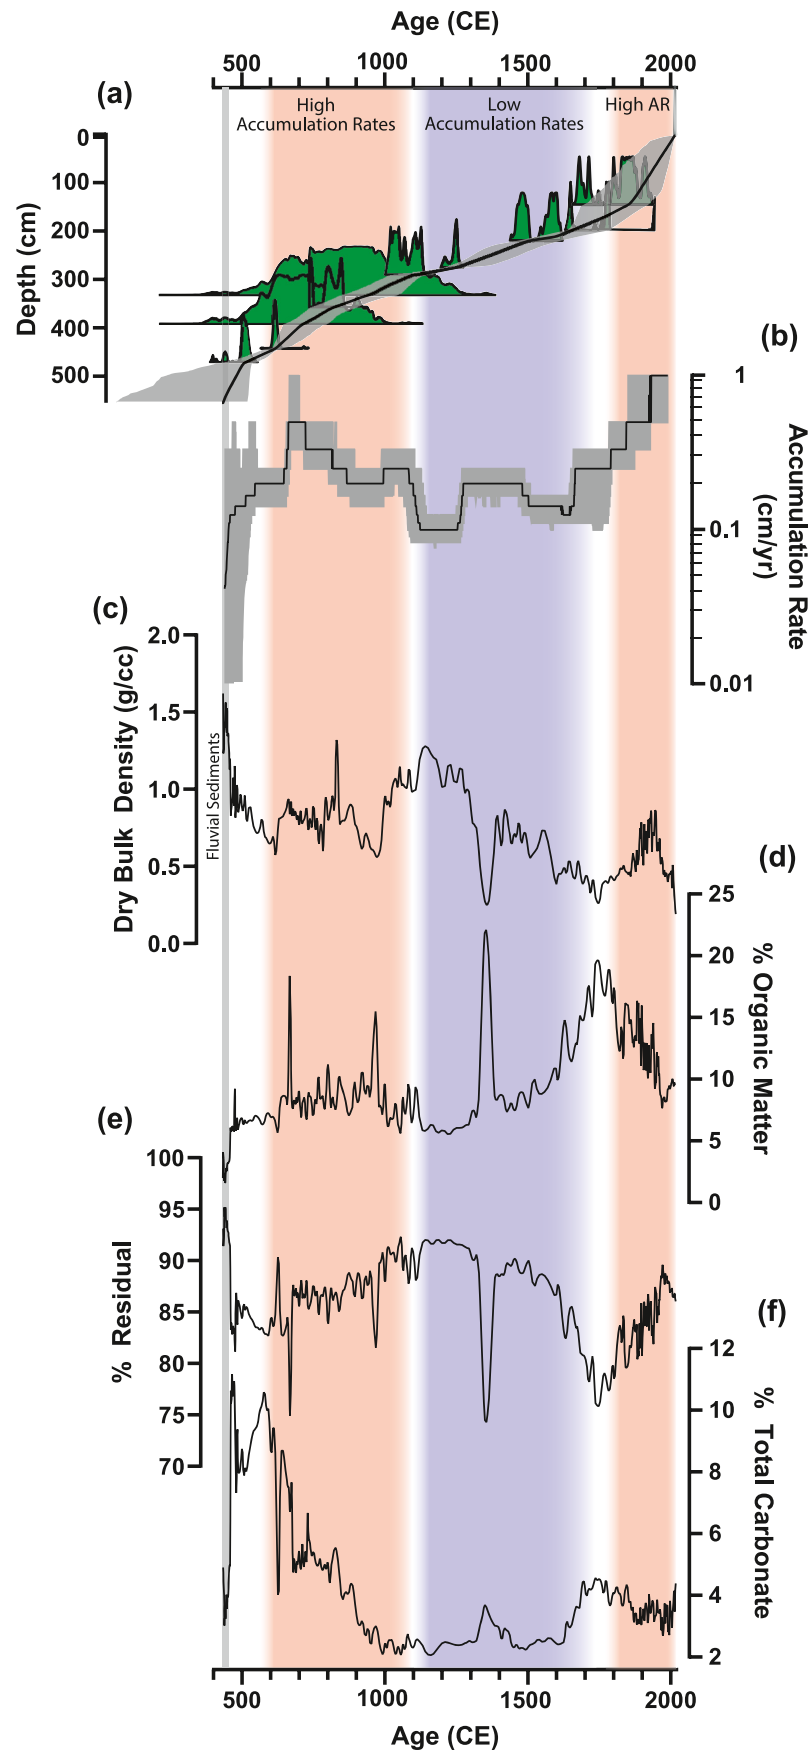 Age (CE)
500 1000 1500 2000
(a)
High
Accumulation Rates
Low
Accumulation Rates
High AR
0
100
200
300
400
500
Depth (cm)
(b)
1
0.1
0.01
Accumulation Rate
(cm/yr)
(c)
2.0
1.5
1.0
0.5
0.0
Dry Bulk Density (g/cc)
Fluvial Sediments
(d)
25
20
15
10
5
0
% Organic Matter
(e)
100
95
90
85
80
75
70
% Residual
(f)
12
10
8
6
4
2
% Total Carbonate
500 1000 1500 2000
Age (CE)